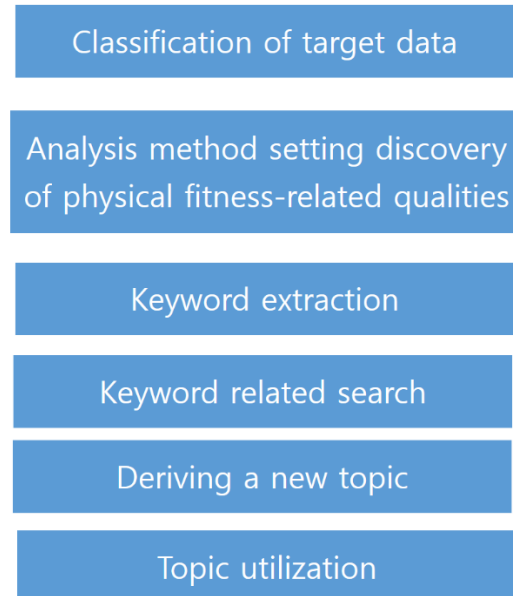 Classification of target data
Analysis method setting discovery
of physical fitness-related qualities
Keyword extraction
Keyword related search
Deriving a new topic
Topic utilization